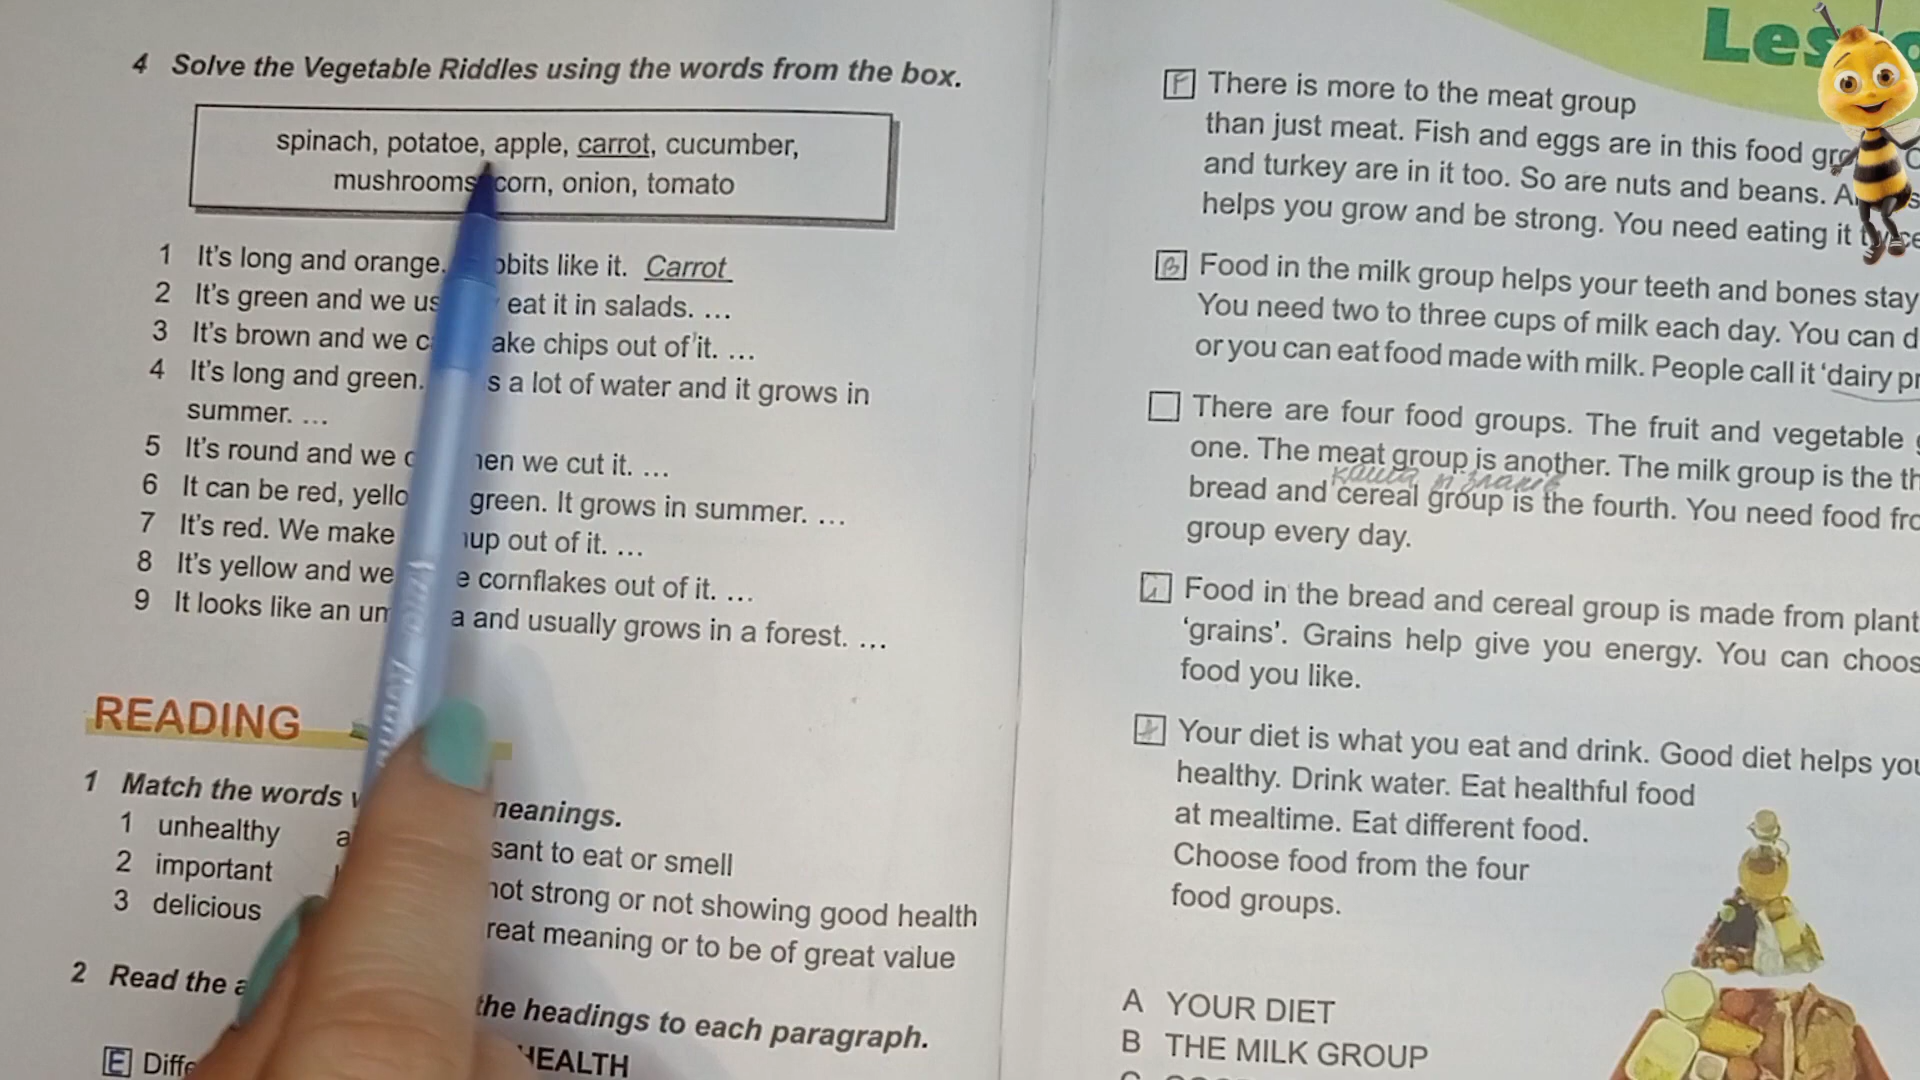 4 Solve the Vegetable Riddles using the words from the box.
spinach, potatoe, apple, carrot, cucumber,
mushrooms, corn, onion, tomato
1 It's long and orange. bbits like it. Carrot
2 It's green and we us eat it in salads. ...
3 It's brown and we c ake chips out of it. ...
4 It's long and green. s a lot of water and it grows in
summer. ...
5 It's round and we c hen we cut it. ...
6 It can be red, yello green. It grows in summer. ...
7 It's red. We make hup out of it. ...
8 It's yellow and we e cornflakes out of it. ...
9 It looks like an um a and usually grows in a forest. ...
READING
1 Match the words meanings.
1 unhealthy a sant to eat or smell
2 important not strong or not showing good health
3 delicious reat meaning or to be of great value
2 Read the a the headings to each paragraph.
E Diffe HEALTH
Les
F There is more to the meat group
than just meat. Fish and eggs are in this food gro
and turkey are in it too. So are nuts and beans. A
helps you grow and be strong. You need eating it twice
B Food in the milk group helps your teeth and bones stay
You need two to three cups of milk each day. You can d
or you can eat food made with milk. People call it 'dairy pr
There are four food groups. The fruit and vegetable g
one. The meat group is another. The milk group is the th
bread and cereal group is the fourth. You need food fro
group every day.
Food in the bread and cereal group is made from plant
'grains'. Grains help give you energy. You can choos
food you like.
A Your diet is what you eat and drink. Good diet helps you
healthy. Drink water. Eat healthful food
at mealtime. Eat different food.
Choose food from the four
food groups.
A YOUR DIET
B THE MILK GROUP